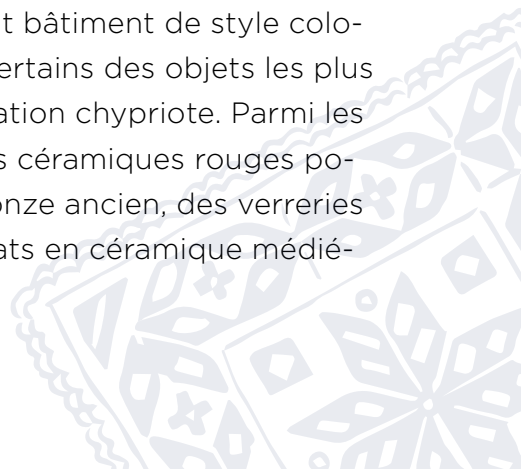 t bâtiment de style colo-
ertains des objets les plus
ation chypriote. Parmi les
s céramiques rouges po-
onze ancien, des verreries
ats en céramique médié-